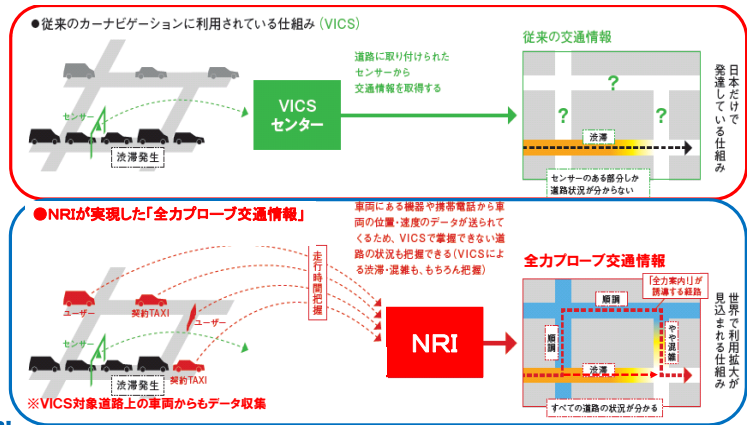 ●従来のカーナビゲーションに利用されている仕組み(VICS)
センサー
渋滞発生
VICS
センター
道路に取り付けられた
センサーから
交通情報を取得する
従来の交通情報
?
?
?
渋滞
センサーのある部分しか
道路状況が分からない
日本だけで
発達している仕組み
●NRIが実現した「全力プローブ交通情報」
ユーザー
契約TAXI
ユーザー
センサー
渋滞発生
契約TAXI
※VICS対象道路上の車両からもデータ収集
走行時間把握
車両にある機器や携帯電話から車
両の位置・速度のデータが送られて
くるため、VICSで掌握できない道
路の状況も把握できる(VICSによ
る渋滞・混雑も、もちろん把握)
NRI
全力プローブ交通情報
「全力案内!」が
誘導する経路
順調
順調
やや混雑
渋滞
すべての道路の状況が分かる
世界で利用拡大が
見込まれる仕組み